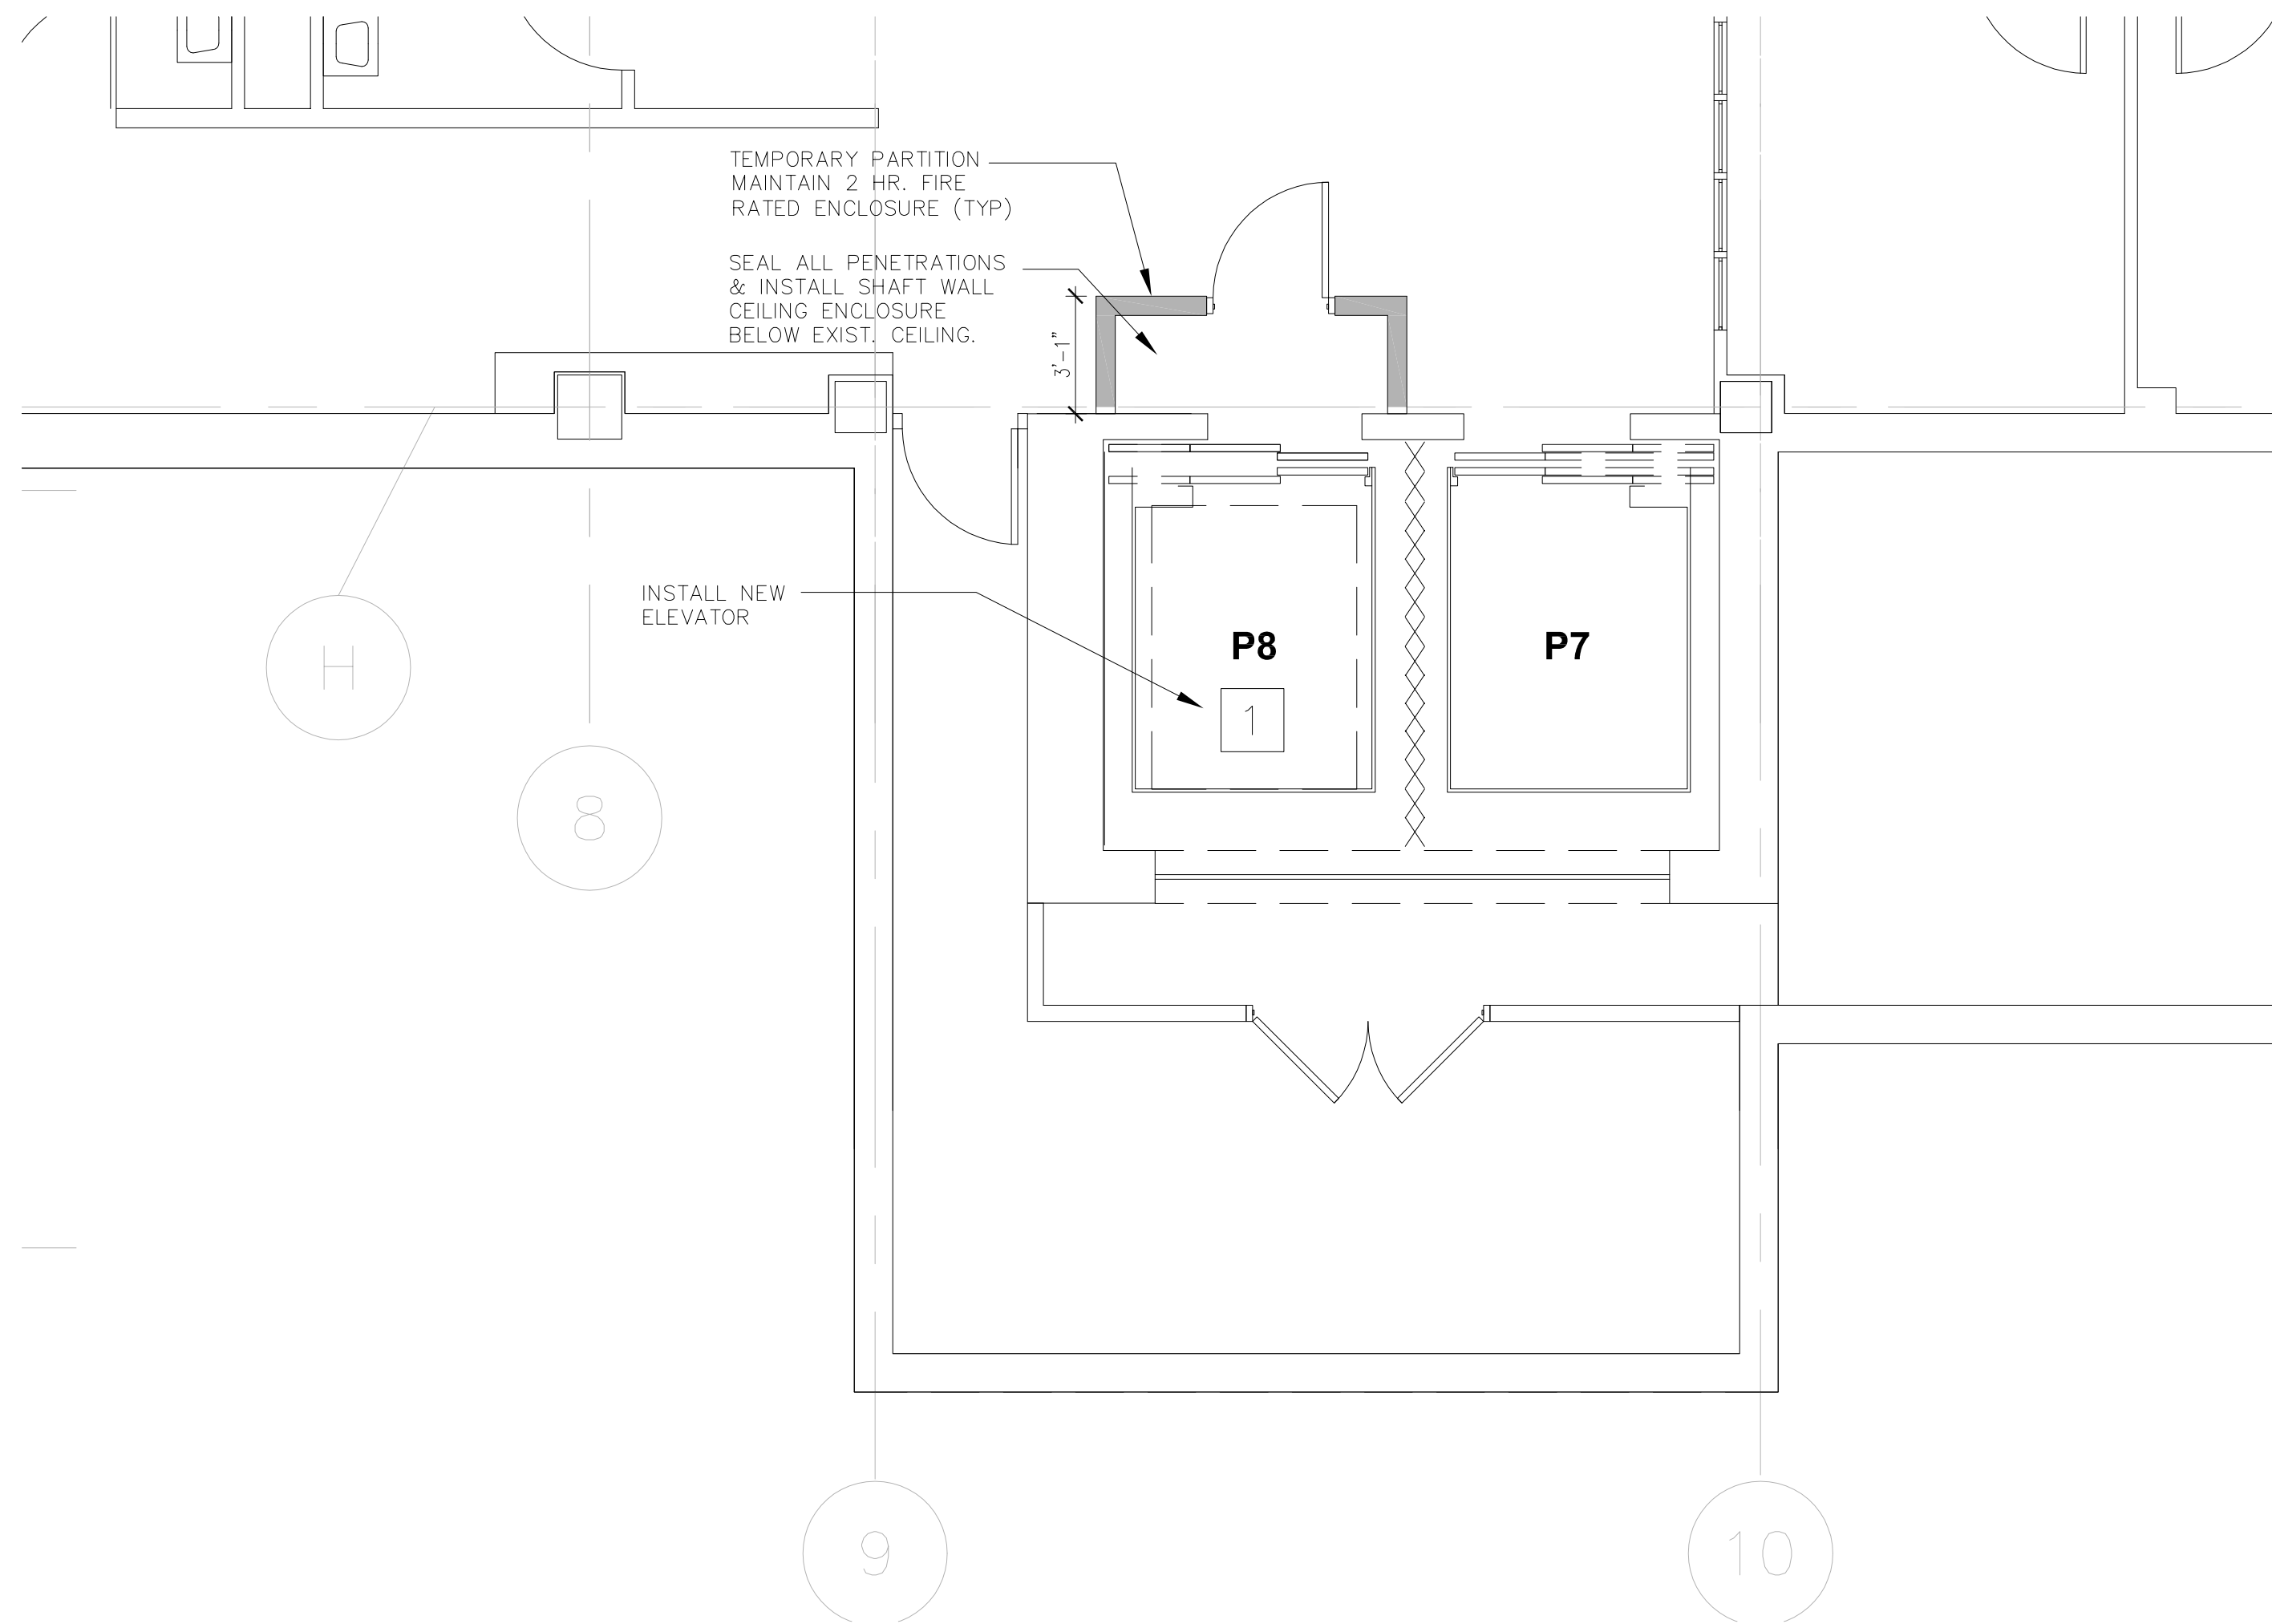 TEMPORARY PARTITION
MAINTAIN 2 HR. FIRE
RATED ENCLOSURE (TYP)
SEAL ALL PENETRATIONS
& INSTALL SHAFT WALL
CEILING ENCLOSURE
BELOW EXIST. CEILING.
3'-1"
INSTALL NEW
ELEVATOR
P8
P7
1
H
8
9
10